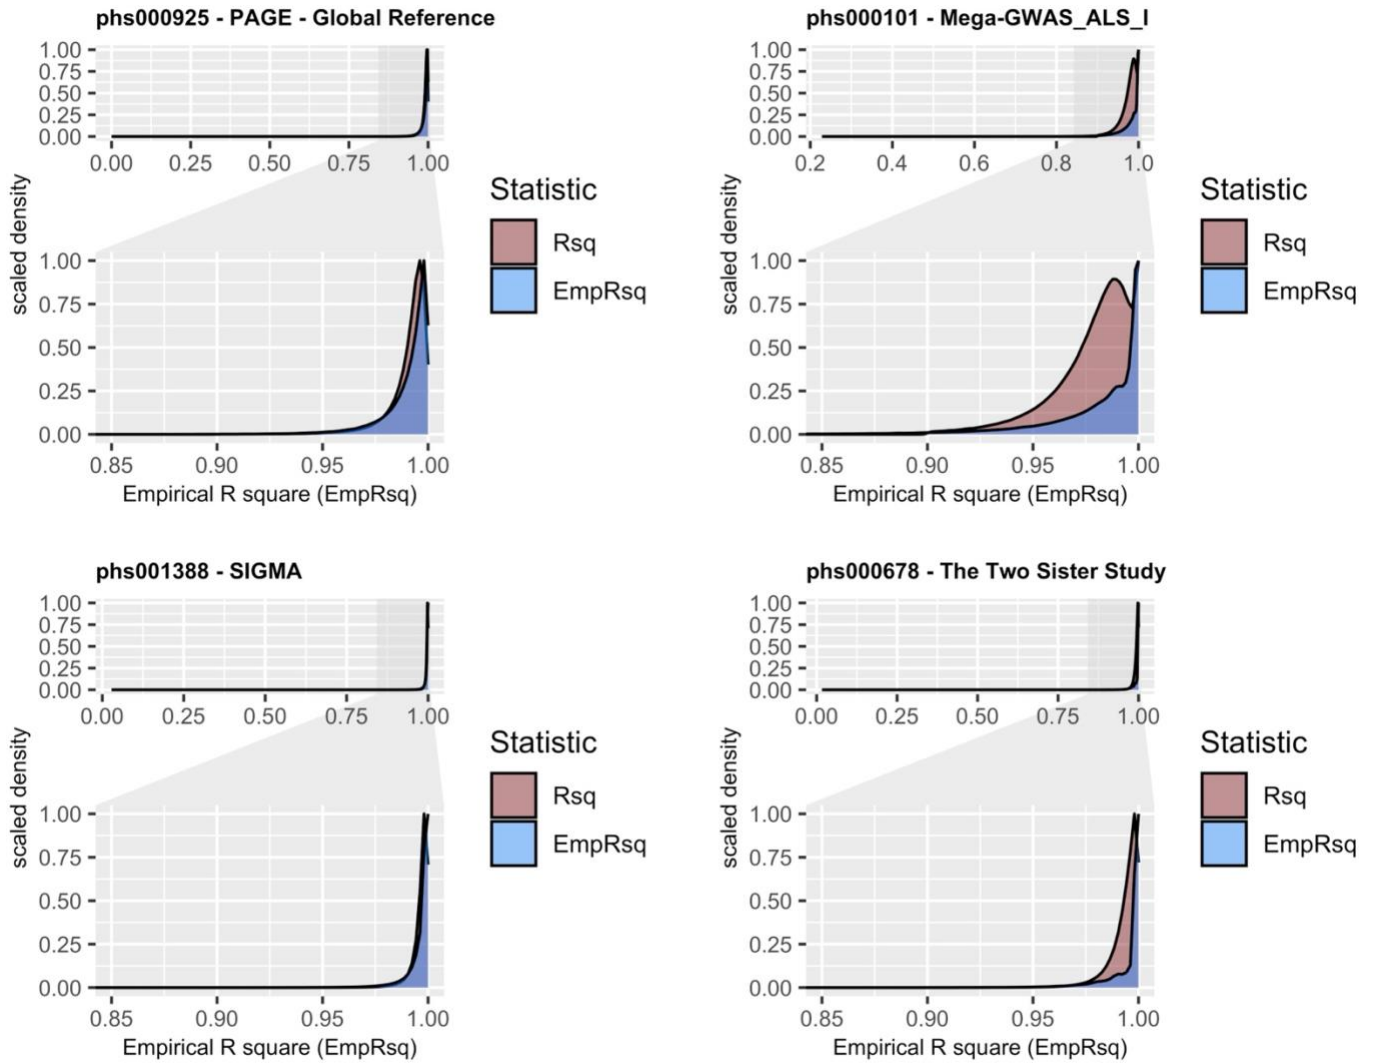 phs000925 - PAGE - Global Reference
1.00
0.75
0.50
0.25
0.00
0.00 0.25 0.50 0.75 1.00
scaled density
1.00
0.75
0.50
0.25
0.00
0.85 0.90 0.95 1.00
Empirical R square (EmpRsq)
Statistic
Rsq
EmpRsq
phs000101 - Mega-GWAS_ALS_I
1.00
0.75
0.50
0.25
0.00
0.2 0.4 0.6 0.8 1.0
scaled density
1.00
0.75
0.50
0.25
0.00
0.85 0.90 0.95 1.00
Empirical R square (EmpRsq)
Statistic
Rsq
EmpRsq
phs001388 - SIGMA
1.00
0.75
0.50
0.25
0.00
0.00 0.25 0.50 0.75 1.00
scaled density
1.00
0.75
0.50
0.25
0.00
0.85 0.90 0.95 1.00
Empirical R square (EmpRsq)
Statistic
Rsq
EmpRsq
phs000678 - The Two Sister Study
1.00
0.75
0.50
0.25
0.00
0.00 0.25 0.50 0.75 1.00
scaled density
1.00
0.75
0.50
0.25
0.00
0.85 0.90 0.95 1.00
Empirical R square (EmpRsq)
Statistic
Rsq
EmpRsq